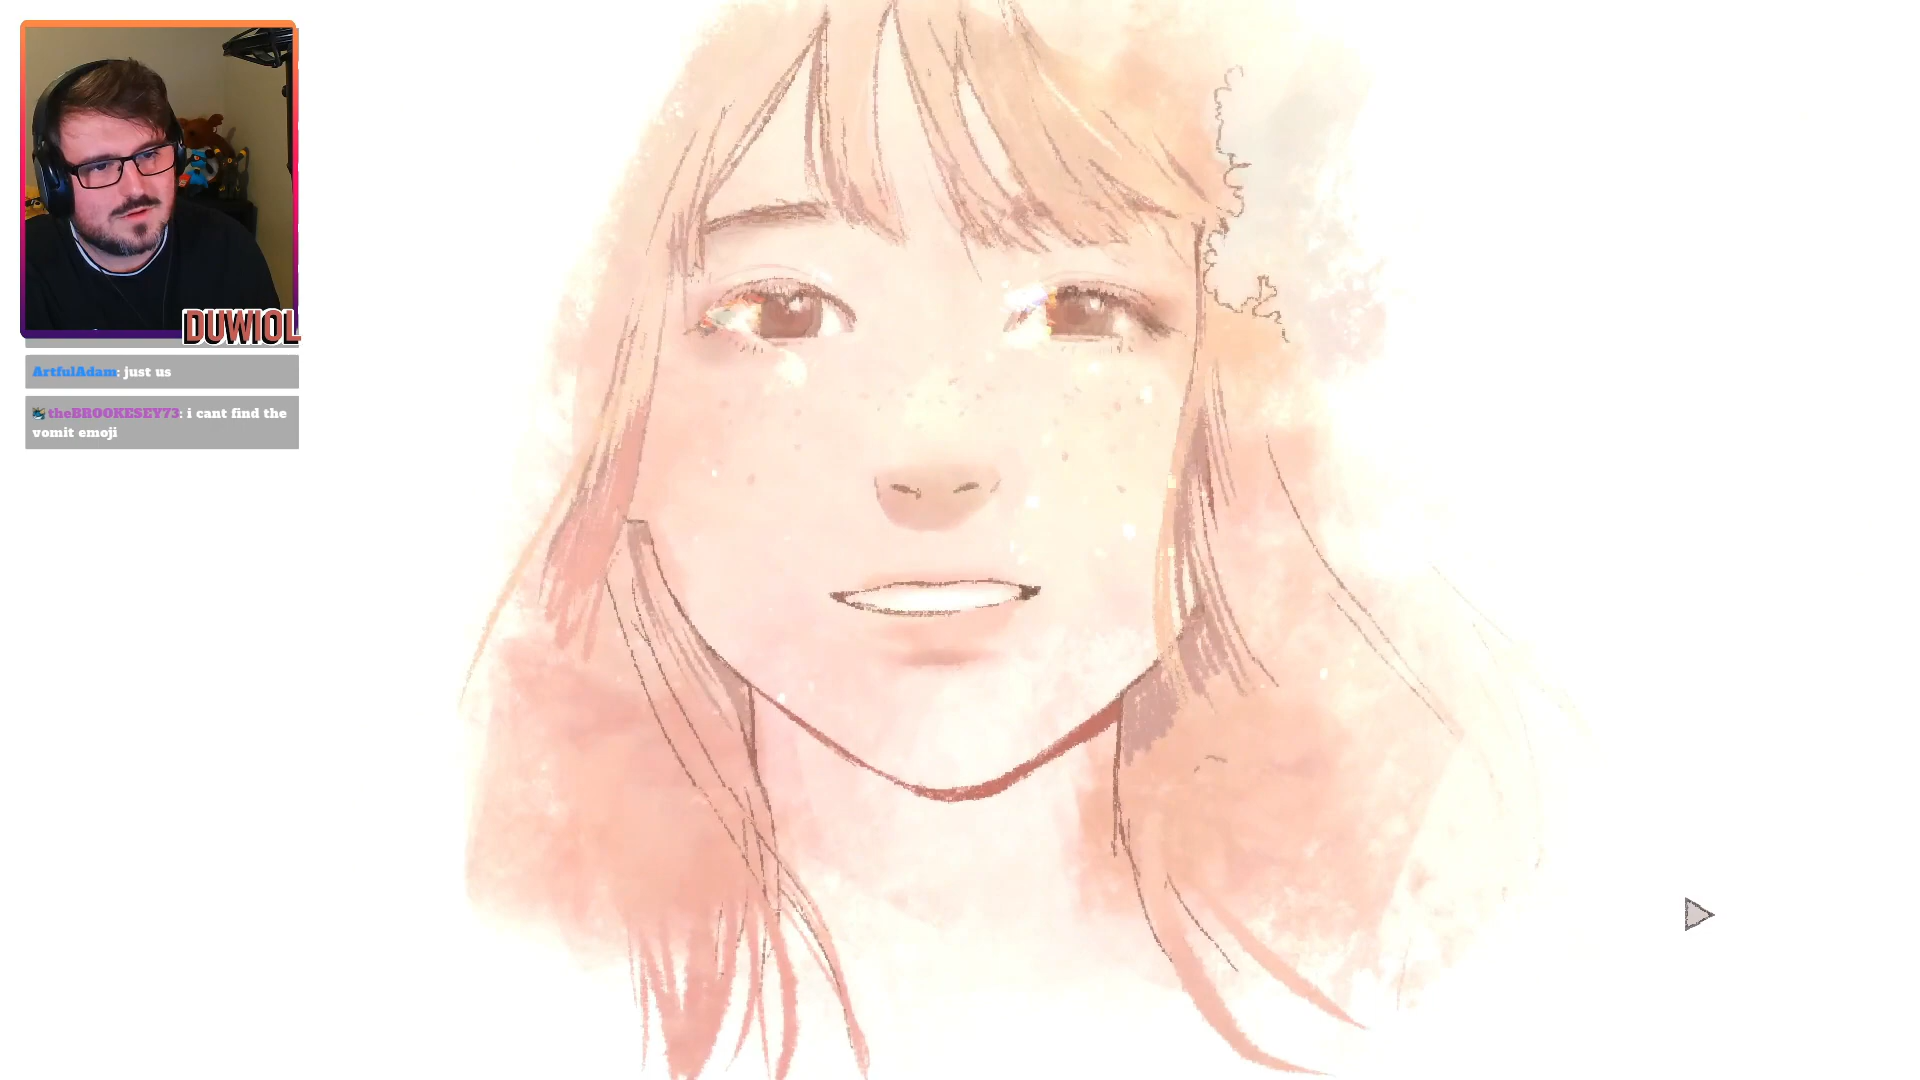 DUWIOL
ArtfulAdam: just us
theBROOKESEY73: i cant find the
vomit emoji